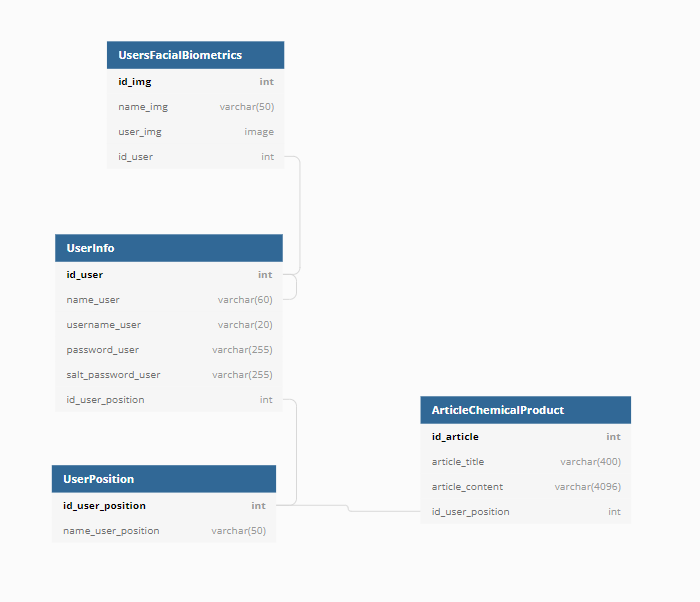 UsersFacialBiometrics
id_img int
name_img varchar(50)
user_img image
id_user int
UserInfo
id_user int
name_user varchar(60)
username_user varchar(20)
password_user varchar(255)
salt_password_user varchar(255)
id_user_position int
UserPosition
id_user_position int
name_user_position varchar(50)
ArticleChemicalProduct
id_article int
article_title varchar(400)
article_content varchar(4096)
id_user_position int